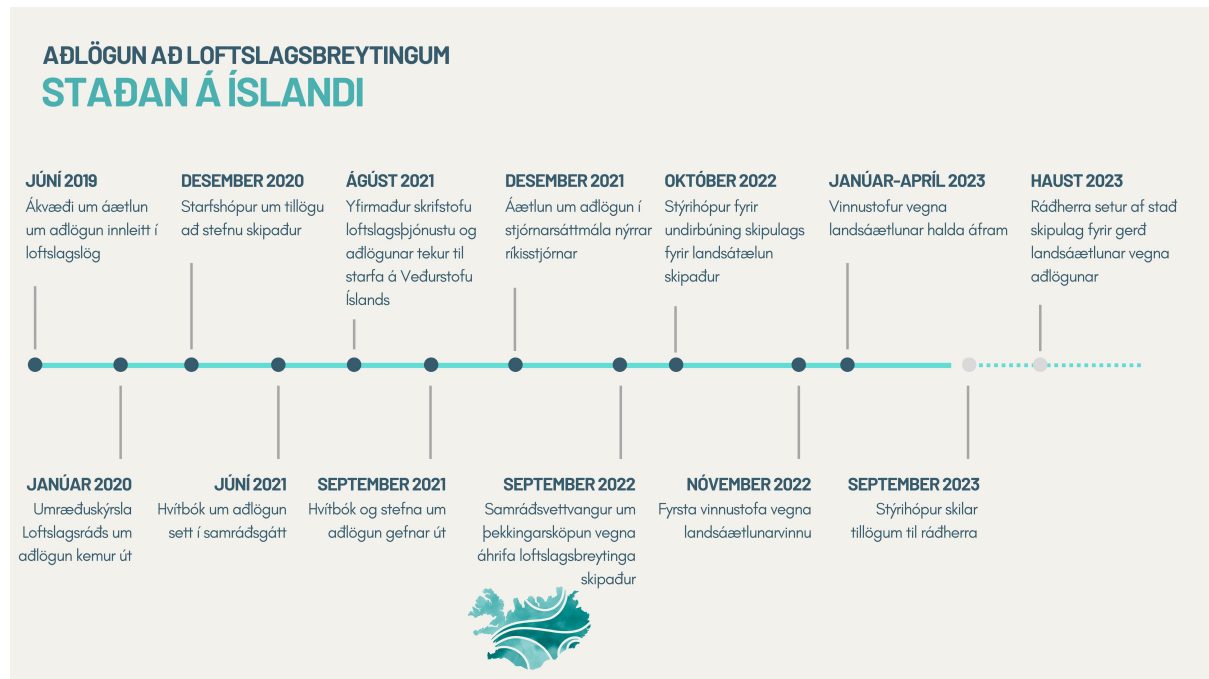 AÐLÖGUN AÐ LOFTSLAGSBREYTINGUM
STAÐAN Á ÍSLANDI
JÚNÍ 2019
Ákvæði um áætlun
um aðlögun innleitt í
loftslagslög
DESEMBER 2020
Starfshópur um tillögu
að stefnu skipaður
ÁGÚST 2021
Yfirmaður skrifstofu
loftslagsþjónustu og
aðlögunar tekur til
starfa á Veðurstofu
Íslands
DESEMBER 2021
Áætlun um aðlögun í
stjórnarsáttmála nýrrar
ríkisstjórnar
OKTÓBER 2022
Stýrihópur fyrir
undirbúning skipulags
fyrir landsátælun
skipaður
JANÚAR-APRÍL 2023
Vinnustofur vegna
landsáætlunar halda áfram
HAUST 2023
Ráðherra setur af stað
skipulag fyrir gerð
landsáætlunar vegna
aðlögunar
JANÚAR 2020
Umræðuskýrsla
Loftslagsráðs um
aðlögun kemur út
JÚNÍ 2021
Hvítbók um aðlögun
sett í samráðsgátt
SEPTEMBER 2021
Hvítbók og stefna um
aðlögun gefnar út
SEPTEMBER 2022
Samráðsvettvangur um
þekkingarsköpun vegna
áhrifa loftslagsbreytinga
skipaður
NÓVEMBER 2022
Fyrsta vinnustofa vegna
landsáætlunarvinnu
SEPTEMBER 2023
Stýrihópur skilar
tillögum til ráðherra